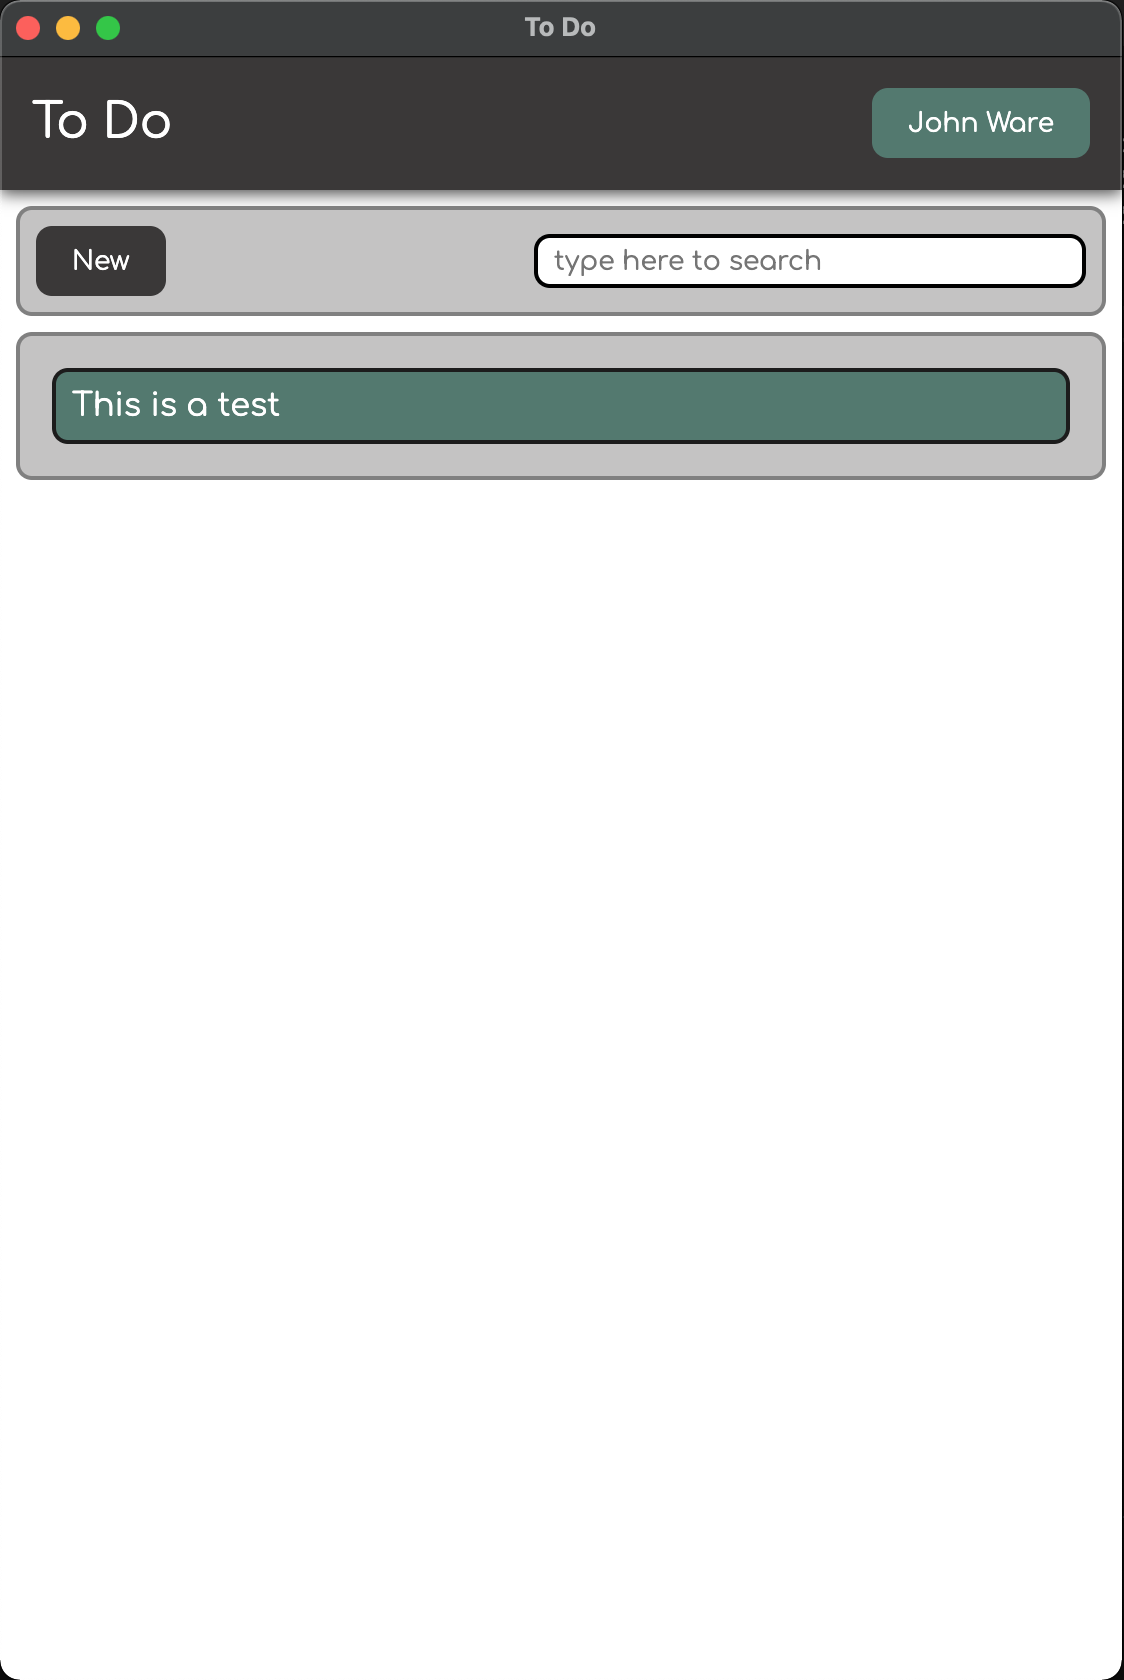 To Do
To Do
John Ware
New
type here to search
This is a test